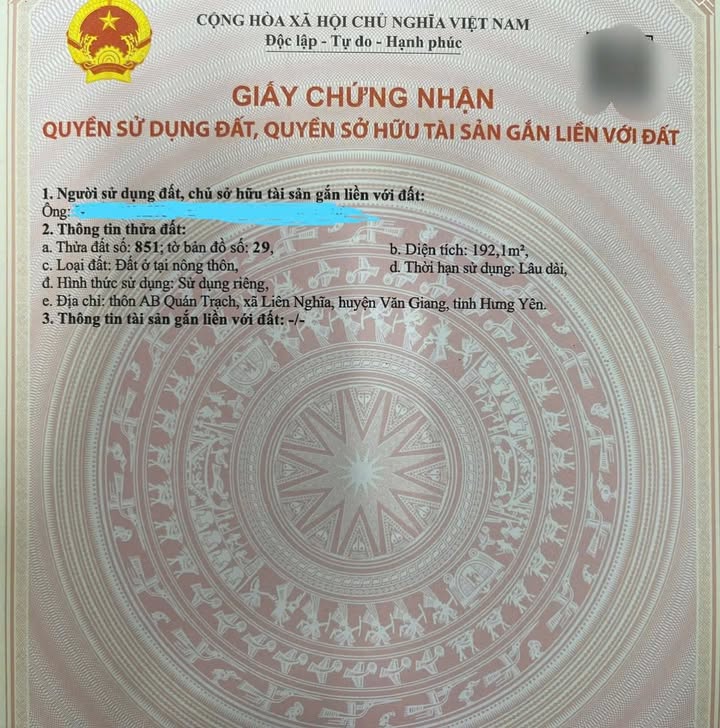 CỘNG HÒA XÃ HỘI CHỦ NGHĨA VIỆT NAM
Độc lập - Tự do - Hạnh phúc
GIẤY CHỨNG NHẬN
QUYỀN SỬ DỤNG ĐẤT, QUYỀN SỞ HỮU TÀI SẢN GẮN LIỀN VỚI ĐẤT
1. Người sử dụng đất, chủ sở hữu tài sản gắn liền với đất:
Ông:
2. Thông tin thửa đất:
a. Thửa đất số: 851; tờ bản đồ số: 29, b. Diện tích: 192,1m²,
c. Loại đất: Đất ở tại nông thôn, d. Thời hạn sử dụng: Lâu dài,
đ. Hình thức sử dụng: Sử dụng riêng,
e. Địa chỉ: thôn AB Quán Trạch, xã Liên Nghĩa, huyện Văn Giang, tỉnh Hưng Yên.
3. Thông tin tài sản gắn liền với đất: -/-